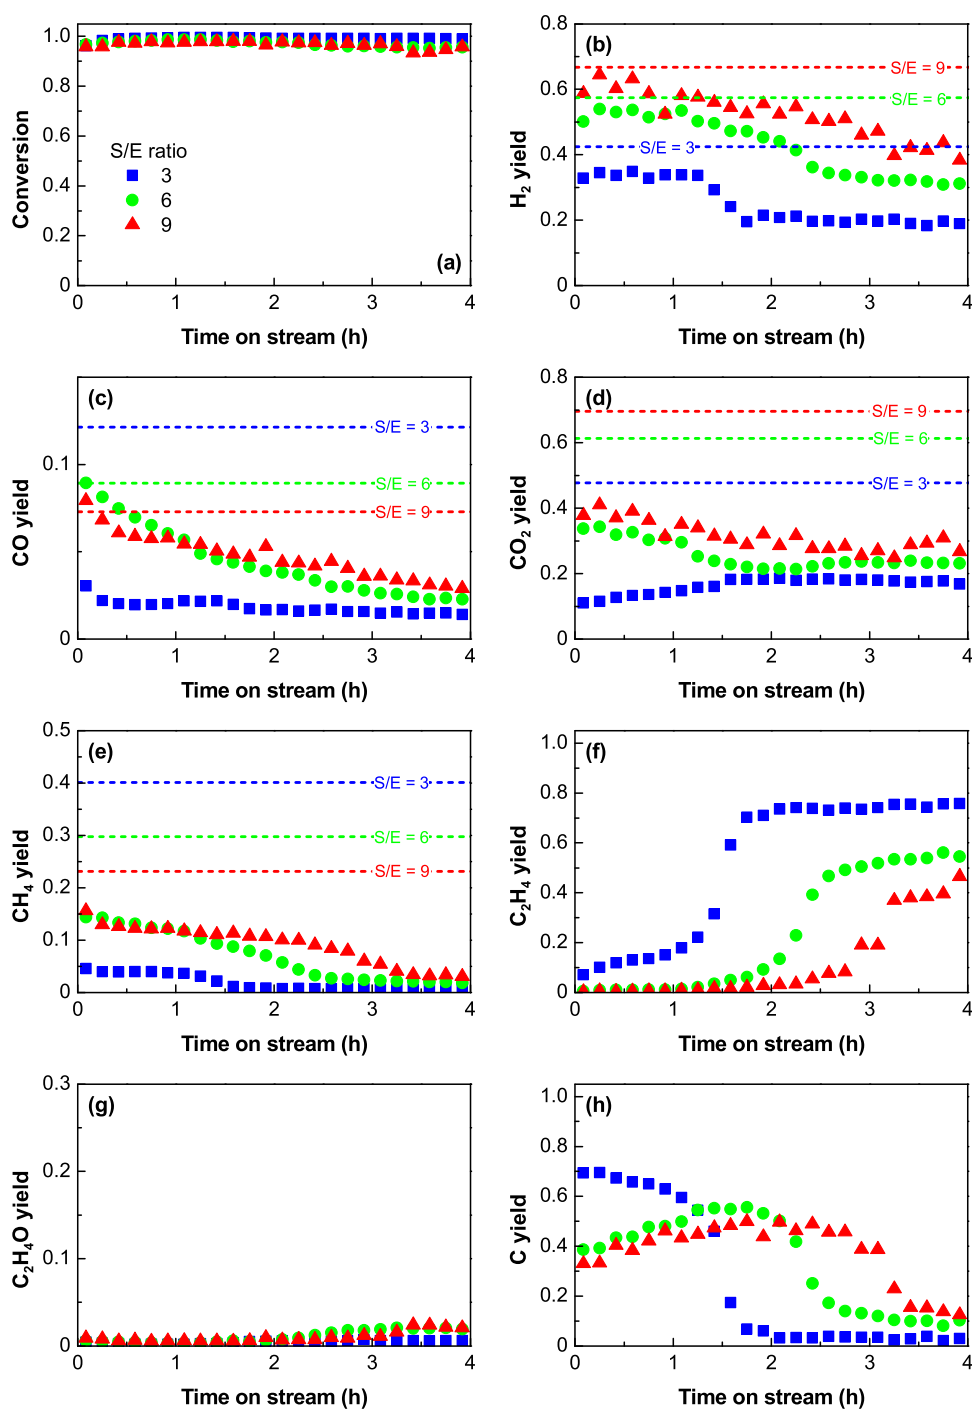 1.0
0.8
0.6
0.4
0.2
0
Conversion
S/E ratio
3
6
9
(a)
0 1 2 3 4
Time on stream (h)
0.8
0.6
0.4
0.2
0
H₂ yield
(b)
S/E = 9
S/E = 6
S/E = 3
0 1 2 3 4
Time on stream (h)
0.1
0
CO yield
(c)
S/E = 3
S/E = 6
S/E = 9
0 1 2 3 4
Time on stream (h)
0.8
0.6
0.4
0.2
0
CO₂ yield
(d)
S/E = 9
S/E = 6
S/E = 3
0 1 2 3 4
Time on stream (h)
0.5
0.4
0.3
0.2
0.1
0
CH₄ yield
(e)
S/E = 3
S/E = 6
S/E = 9
0 1 2 3 4
Time on stream (h)
1.0
0.8
0.6
0.4
0.2
0
C₂H₄ yield
(f)
0 1 2 3 4
Time on stream (h)
0.3
0.2
0.1
0
C₂H₄O yield
(g)
0 1 2 3 4
Time on stream (h)
1.0
0.8
0.6
0.4
0.2
0
C yield
(h)
0 1 2 3 4
Time on stream (h)